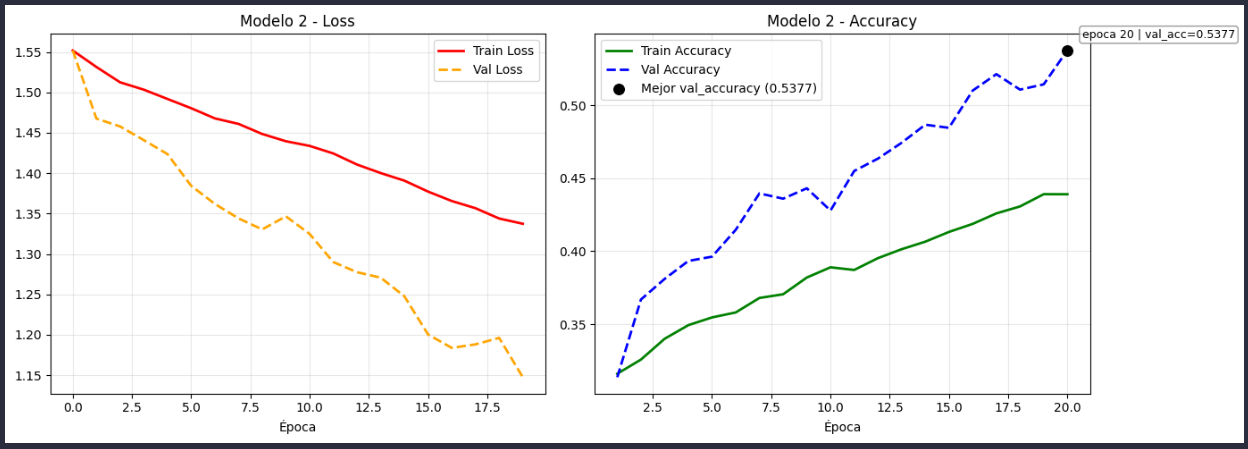 Modelo 2 - Loss
1.55
1.50
1.45
1.40
1.35
1.30
1.25
1.20
1.15
0.0
2.5
5.0
7.5
10.0
12.5
15.0
17.5
Época
Train Loss
Val Loss
Modelo 2 - Accuracy
Train Accuracy
Val Accuracy
Mejor val_accuracy (0.5377)
epoca 20 | val_acc=0.5377
0.50
0.45
0.40
0.35
2.5
5.0
7.5
10.0
12.5
15.0
17.5
20.0
Época